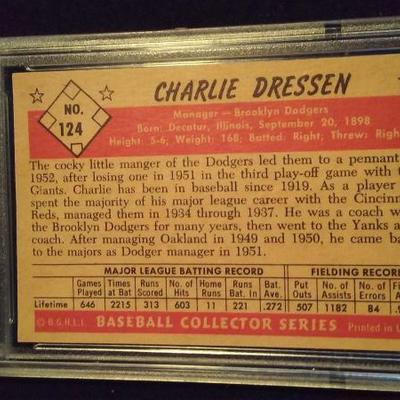 NO.
124
CHARLIE DRESSEN
Manager — Brooklyn Dodgers
Born: Decatur, Illinois, September 20, 1898
Height: 5-6; Weight: 168; Batted: Right; Threw: Righ
The cocky little manger of the Dodgers led them to a pennant
1952, after losing one in 1951 in the third play-off game with t
Giants. Charlie has been in baseball since 1919. As a player
spent the majority of his major league career with the Cincinn
Reds, managed them in 1934 through 1937. He was a coach w
the Brooklyn Dodgers for many years, then went to the Yanks a
coach. After managing Oakland in 1949 and 1950, he came ba
to the majors as Dodger manager in 1951.
MAJOR LEAGUE BATTING RECORD FIELDING RECOR
Games Played Times at Bat Runs Scored No. of Hits Home Runs Runs Bat. In Bat. Ave. Put Outs No. of Assists No. of Errors
Lifetime 646 2215 313 603 11 221 .272 507 1182 84
© B.G.H.L.I. BASEBALL COLLECTOR SERIES Printed in U